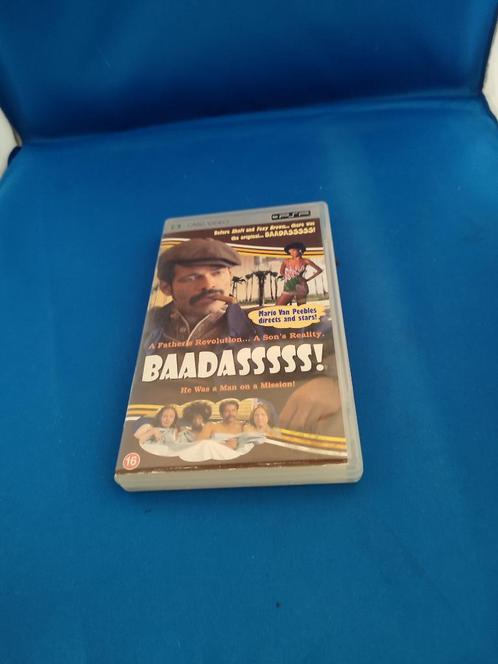 UMD VIDEO
PSP
Before Shaft and Foxy Brown... there was
the original... BAADASSSSS!
Mario Van Peebles
directs and stars!
A Father's Revolution... A Son's Reality.
BAADASSSSS!
He Was a Man on a Mission!
16